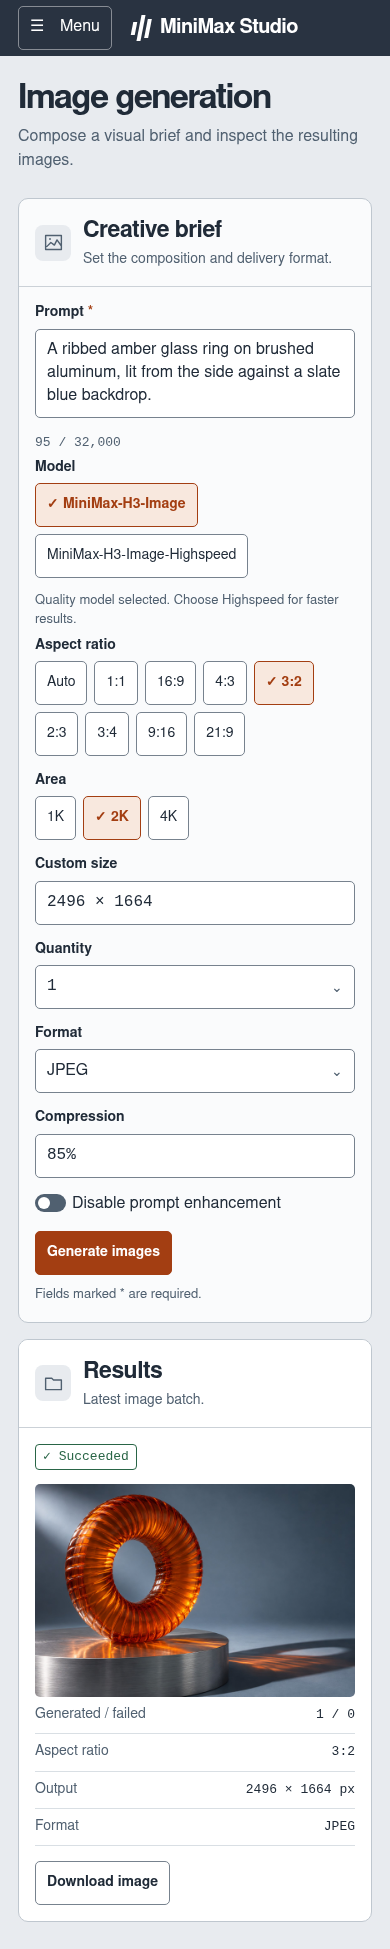 ☰ Menu
MiniMax Studio
Image generation
Compose a visual brief and inspect the resulting
images.
Creative brief
Set the composition and delivery format.
Prompt *
A ribbed amber glass ring on brushed
aluminum, lit from the side against a slate
blue backdrop.
95 / 32,000
Model
✓ MiniMax-H3-Image
MiniMax-H3-Image-Highspeed
Quality model selected. Choose Highspeed for faster
results.
Aspect ratio
Auto 1:1 16:9 4:3 ✓ 3:2
2:3 3:4 9:16 21:9
Area
1K ✓ 2K 4K
Custom size
2496 × 1664
Quantity
1
Format
JPEG
Compression
85%
Disable prompt enhancement
Generate images
Fields marked * are required.
Results
Latest image batch.
✓ Succeeded
Generated / failed 1 / 0
Aspect ratio 3:2
Output 2496 × 1664 px
Format JPEG
Download image